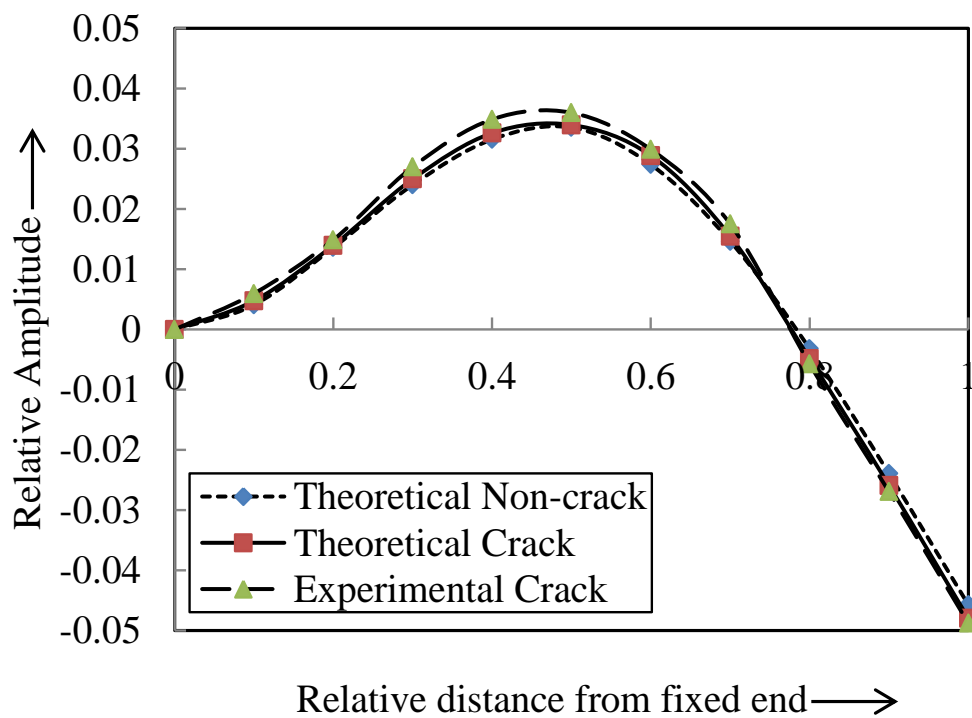 0.05
0.04
0.03
0.02
0.01
0
-0.01
-0.02
-0.03
-0.04
-0.05
Relative Amplitude
0 0.2 0.4 0.6 0.8 1
Theoretical Non-crack
Theoretical Crack
Experimental Crack
Relative distance from fixed end